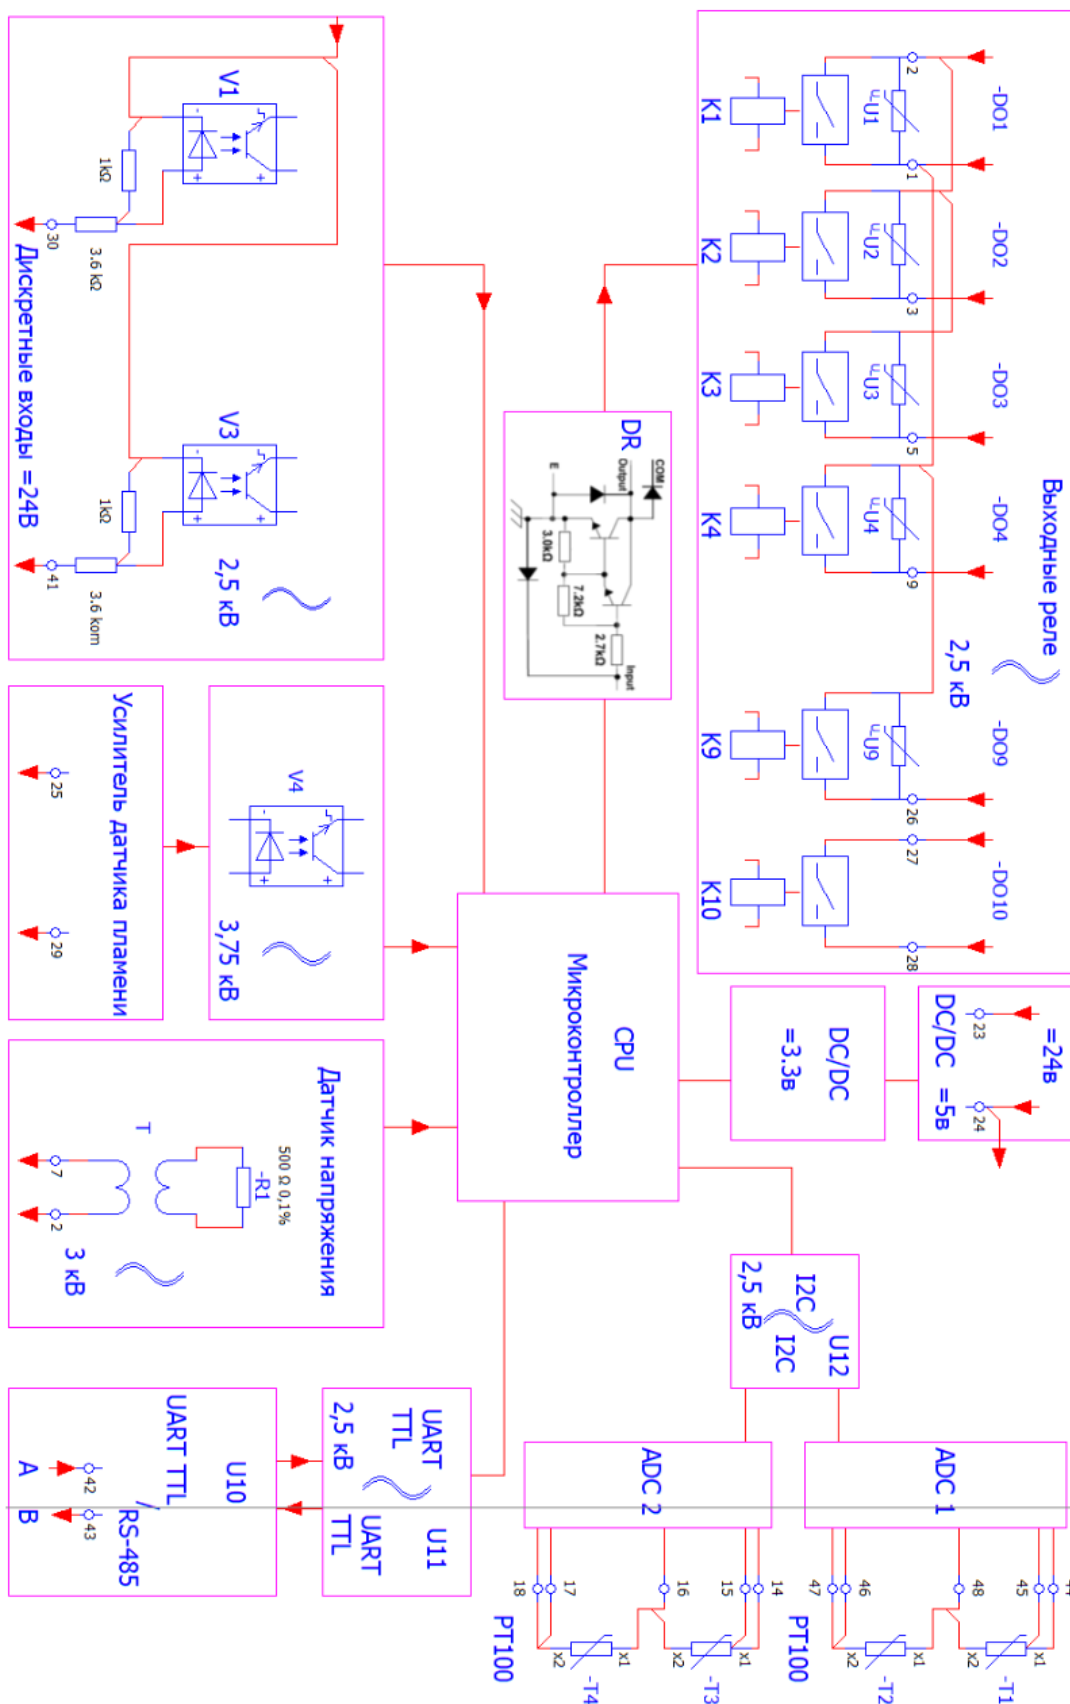 Выходные реле
2,5 кВ
-DO1
-DO2
-DO3
-DO4
-DO9
-DO10
2
1
3
5
9
26
27
28
U1
U2
U3
U4
U9
K1
K2
K3
K4
K9
K10
=24в
23
24
DC/DC =5в
DC/DC
=3.3в
DR
COM
Output
E
3.0kΩ
7.2kΩ
2.7kΩ
Input
CPU
Микроконтроллер
V1
1kΩ
3.6 kΩ
30
V3
1kΩ
3.6 kom
41
2,5 кВ
Дискретные входы =24В
V4
3,75 кВ
Усилитель датчика пламени
25
29
Датчик напряжения
500 Ω 0,1%
-R1
T
7
2
3 кВ
U12
I2C
I2C
2,5 кВ
ADC 1
45
48
46
47
x1
x2
x1
x2
-T1
-T2
PT100
ADC 2
14
15
16
17
18
x1
x2
x1
x2
-T3
-T4
PT100
U11
UART
TTL
UART
TTL
2,5 кВ
U10
UART TTL
/
RS-485
42
43
A
B